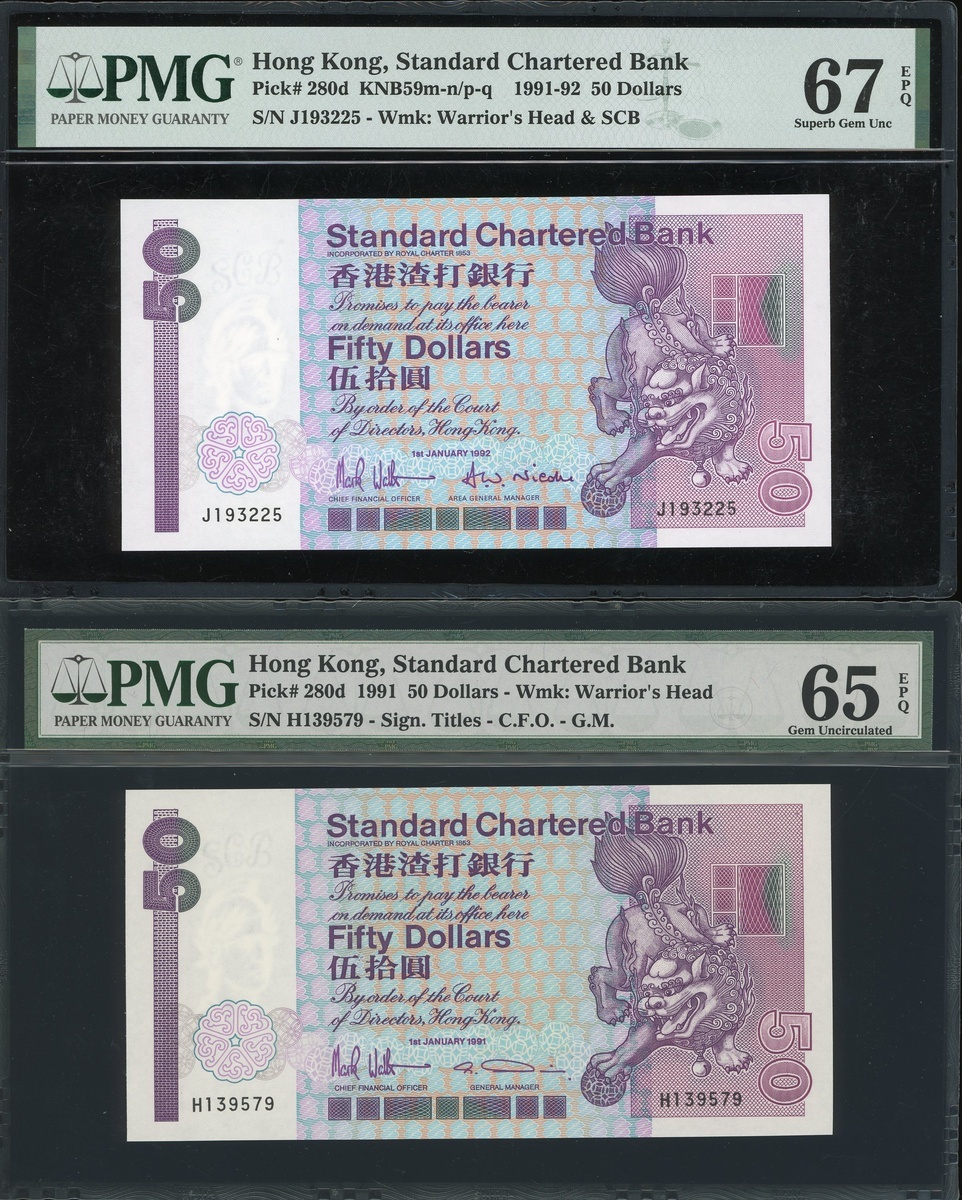 PMG®
PAPER MONEY GUARANTY
Hong Kong, Standard Chartered Bank
Pick# 280d KNB59m-n/p-q 1991-92 50 Dollars
S/N J193225 - Wmk: Warrior's Head & SCB
67
EPQ
Superb Gem Unc
50
SCB
Standard Chartered Bank
INCORPORATED BY ROYAL CHARTER 1853
香港渣打銀行
Promises to pay the bearer
on demand at its office here
Fifty Dollars
伍拾圓
By order of the Court
of Directors, Hong Kong.
1st JANUARY 1992
CHIEF FINANCIAL OFFICER AREA GENERAL MANAGER
J193225
J193225
50
PMG
PAPER MONEY GUARANTY
Hong Kong, Standard Chartered Bank
Pick# 280d 1991 50 Dollars - Wmk: Warrior's Head
S/N H139579 - Sign. Titles - C.F.O. - G.M.
65
EPQ
Gem Uncirculated
50
SCB
Standard Chartered Bank
INCORPORATED BY ROYAL CHARTER 1853
香港渣打銀行
Promises to pay the bearer
on demand at its office here
Fifty Dollars
伍拾圓
By order of the Court
of Directors, Hong Kong.
1st JANUARY 1991
CHIEF FINANCIAL OFFICER GENERAL MANAGER
H139579
H139579
50